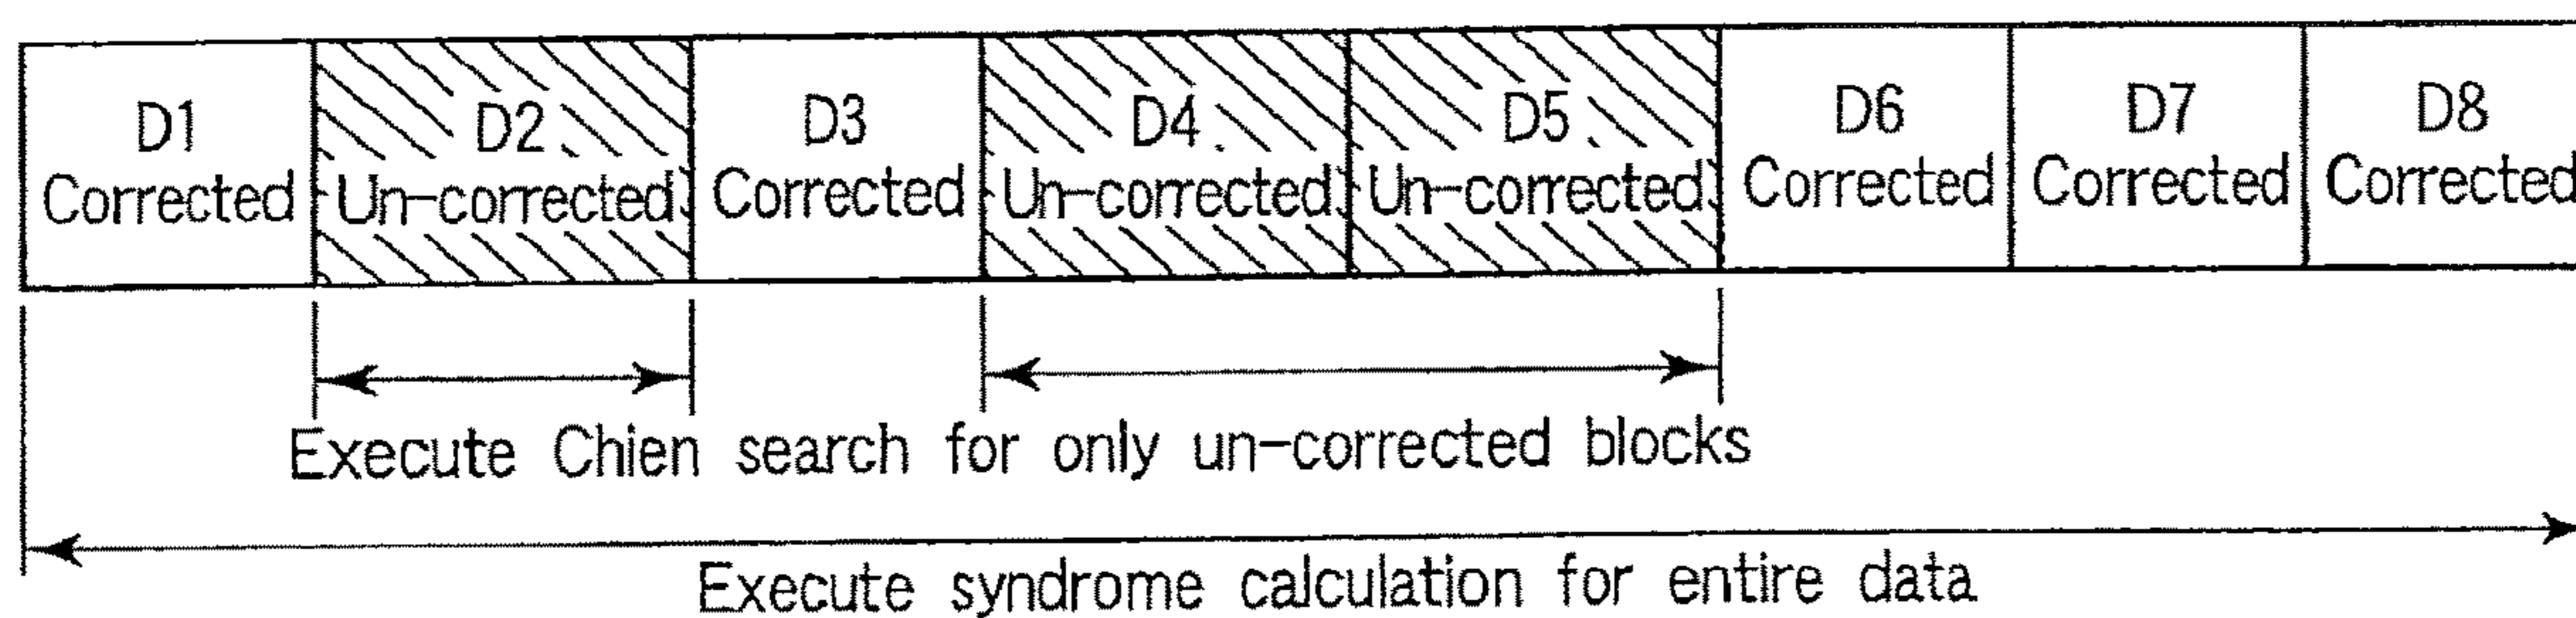 D1
Corrected
D2
Un-corrected
D3
Corrected
D4
Un-corrected
D5
Un-corrected
D6
Corrected
D7
Corrected
D8
Corrected
Execute Chien search for only un-corrected blocks
Execute syndrome calculation for entire data